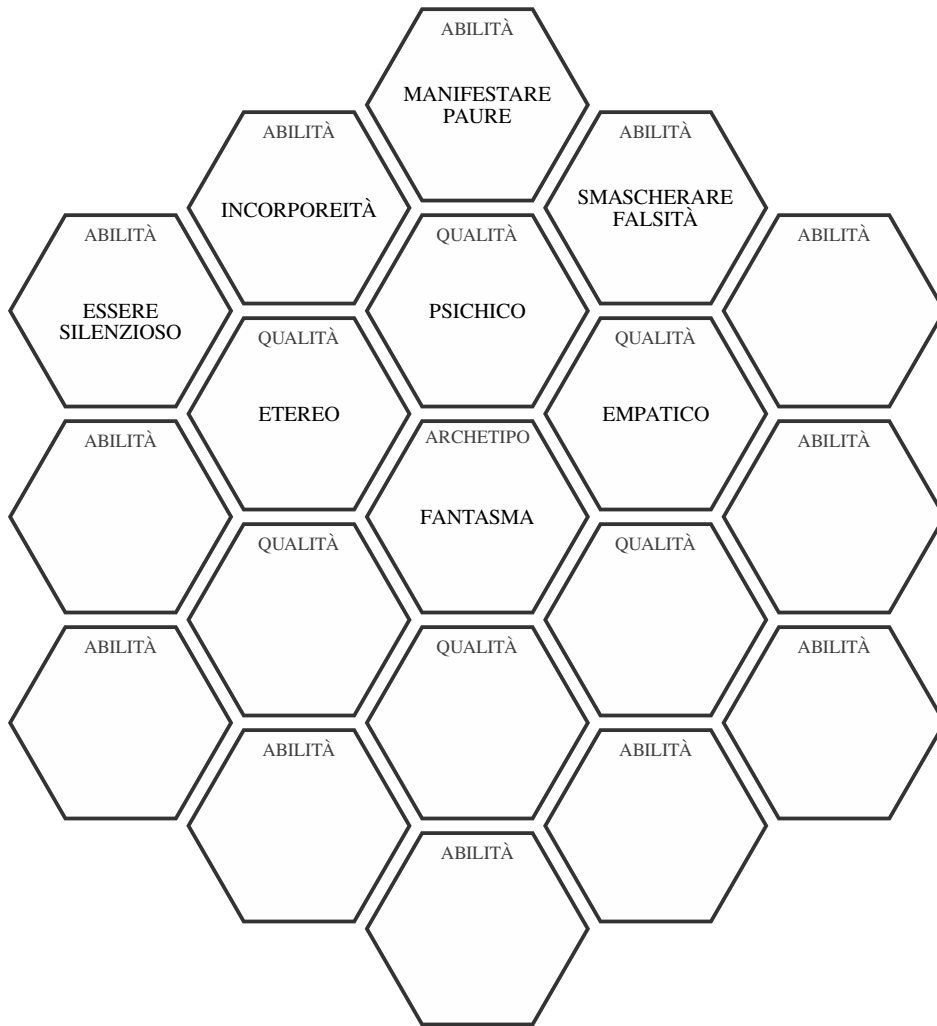 ABILITÀ
MANIFESTARE
PAURE
ABILITÀ
INCORPOREITÀ
ABILITÀ
SMASCHERARE
FALSITÀ
ABILITÀ
ESSERE
SILENZIOSO
QUALITÀ
PSICHICO
ABILITÀ
QUALITÀ
ETEREO
QUALITÀ
EMPATICO
ABILITÀ
ARCHETIPO
FANTASMA
ABILITÀ
QUALITÀ
QUALITÀ
ABILITÀ
QUALITÀ
ABILITÀ
ABILITÀ
ABILITÀ
ABILITÀ